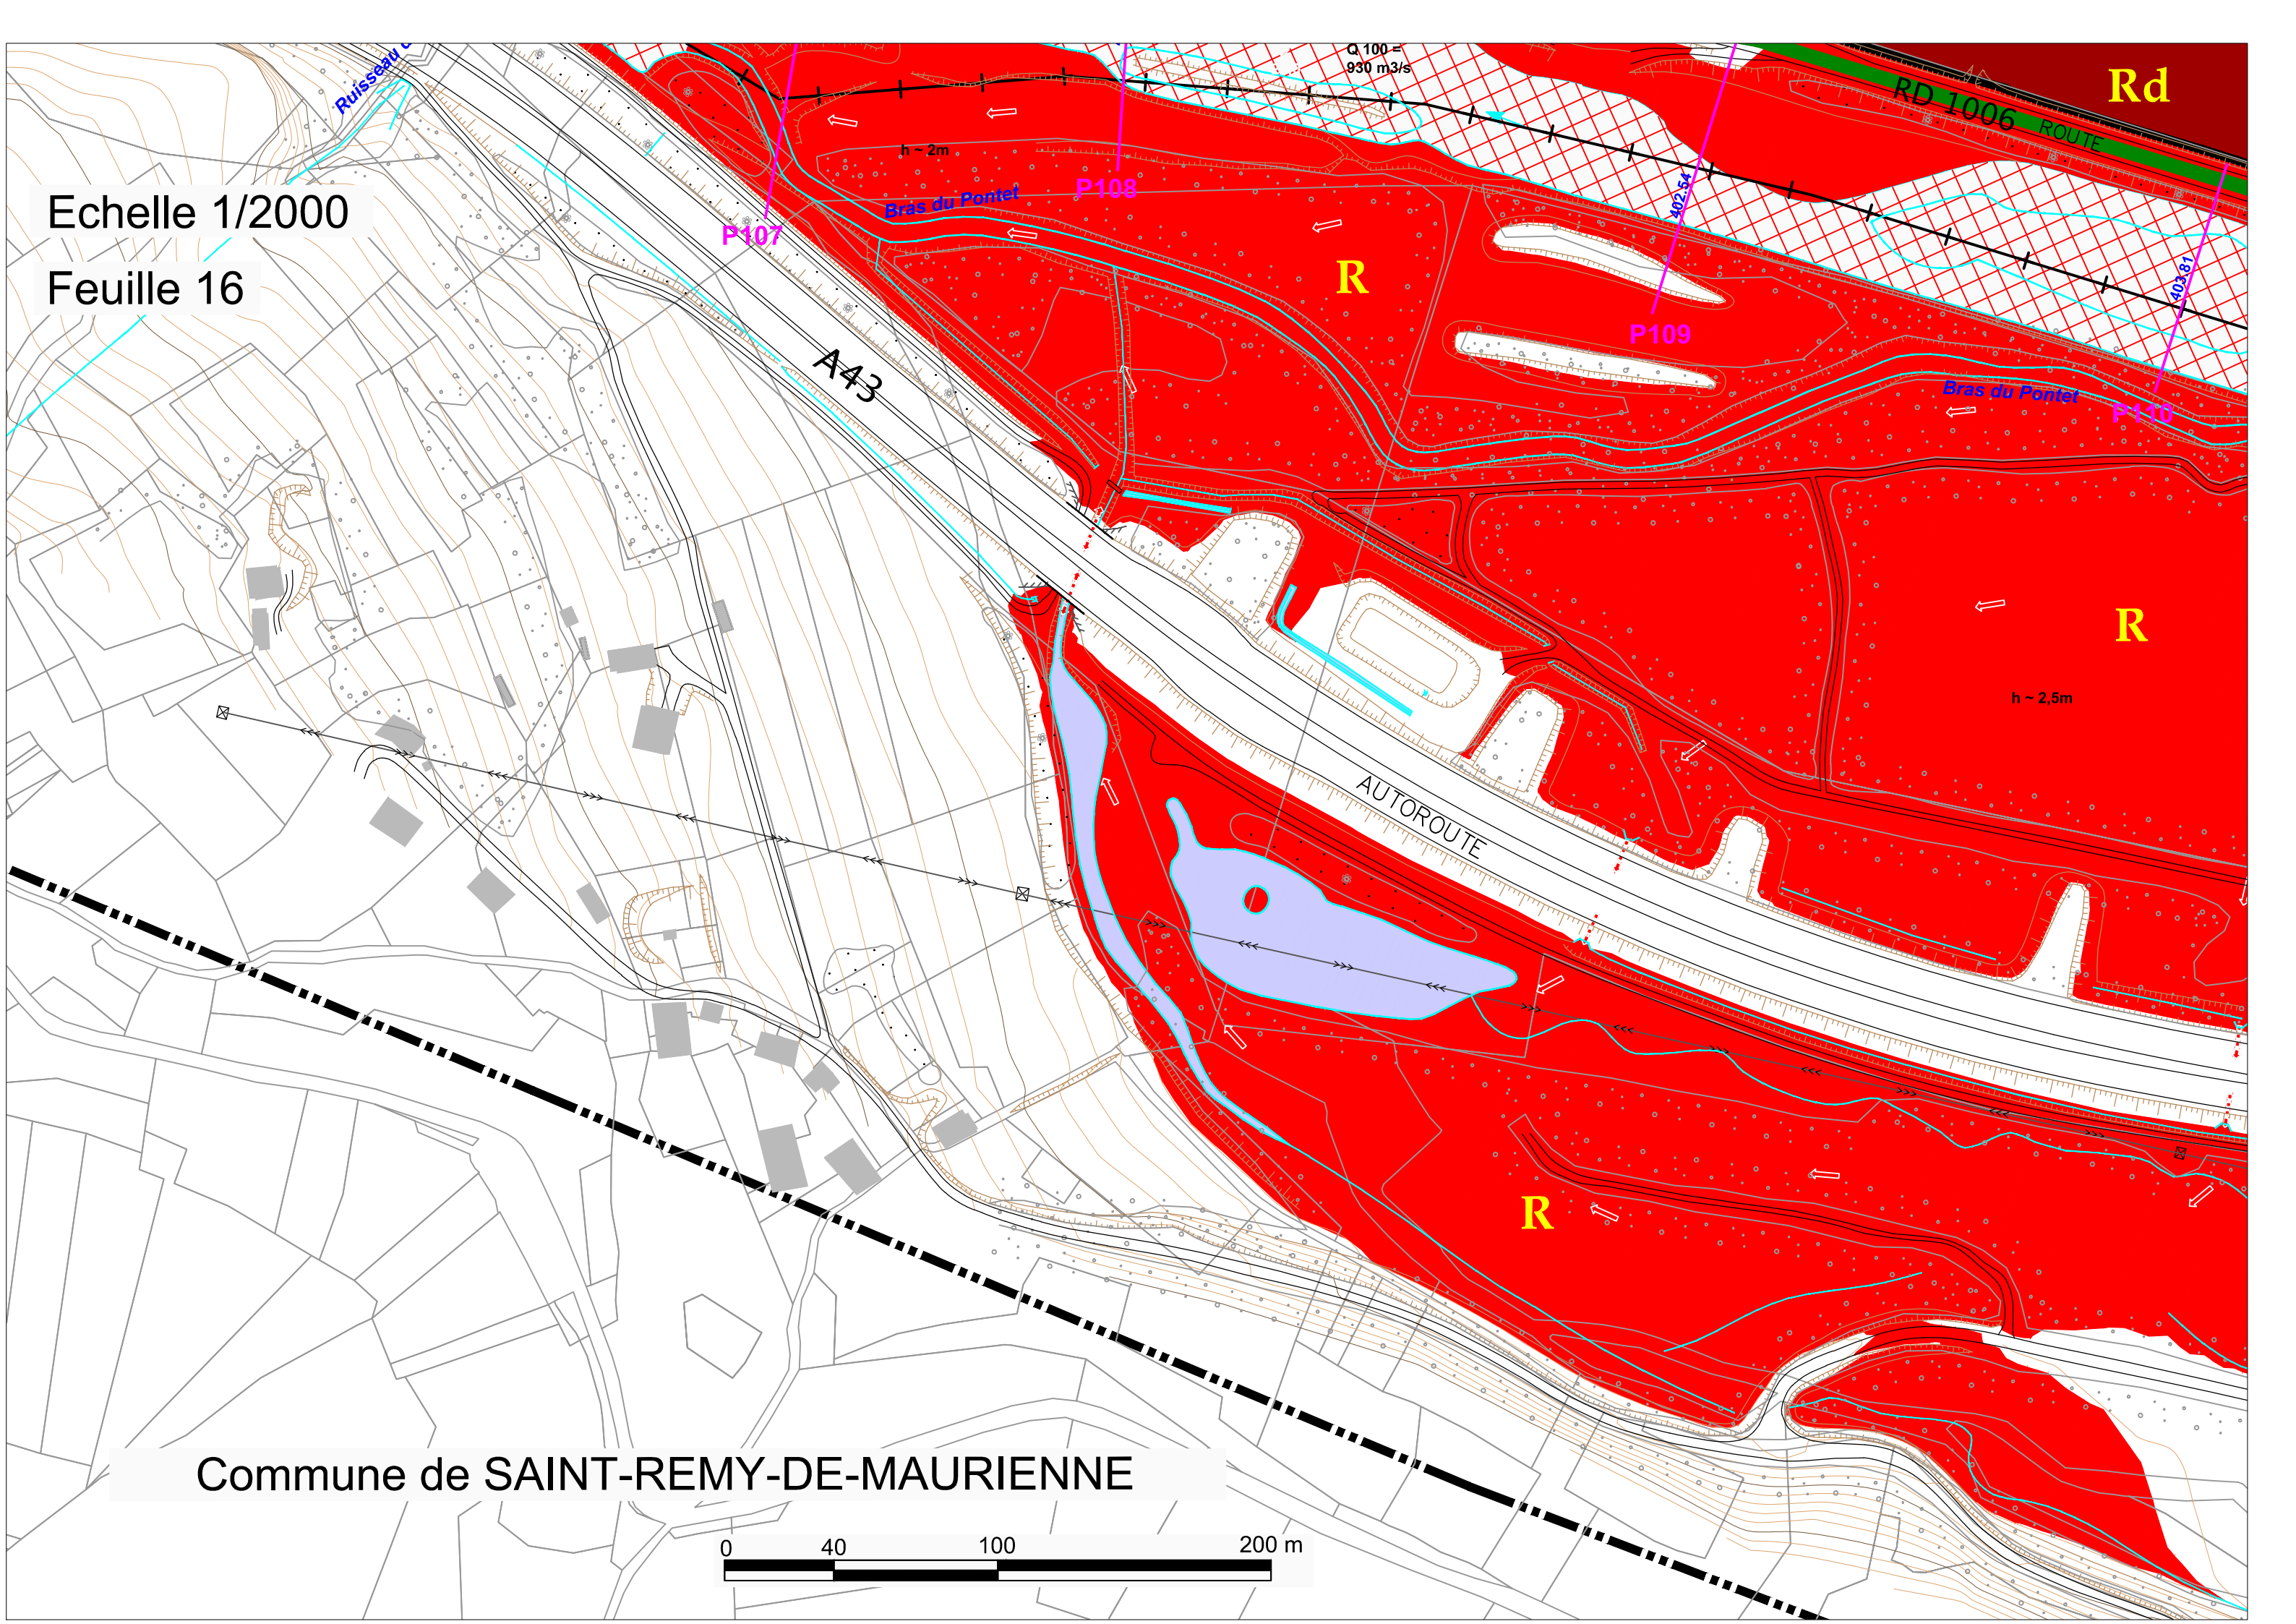 Ruisseau
Q 100 =
930 m3/s
Rd
RD 1006
ROUTE
h ~ 2m
P108
402.54
Echelle 1/2000
Bras du Pontet
P107
R
403.81
Feuille 16
P109
A43
Bras du Pontet
P110
R
h ~ 2,5m
AUTOROUTE
R
Commune de SAINT-REMY-DE-MAURIENNE
0 40 100 200 m